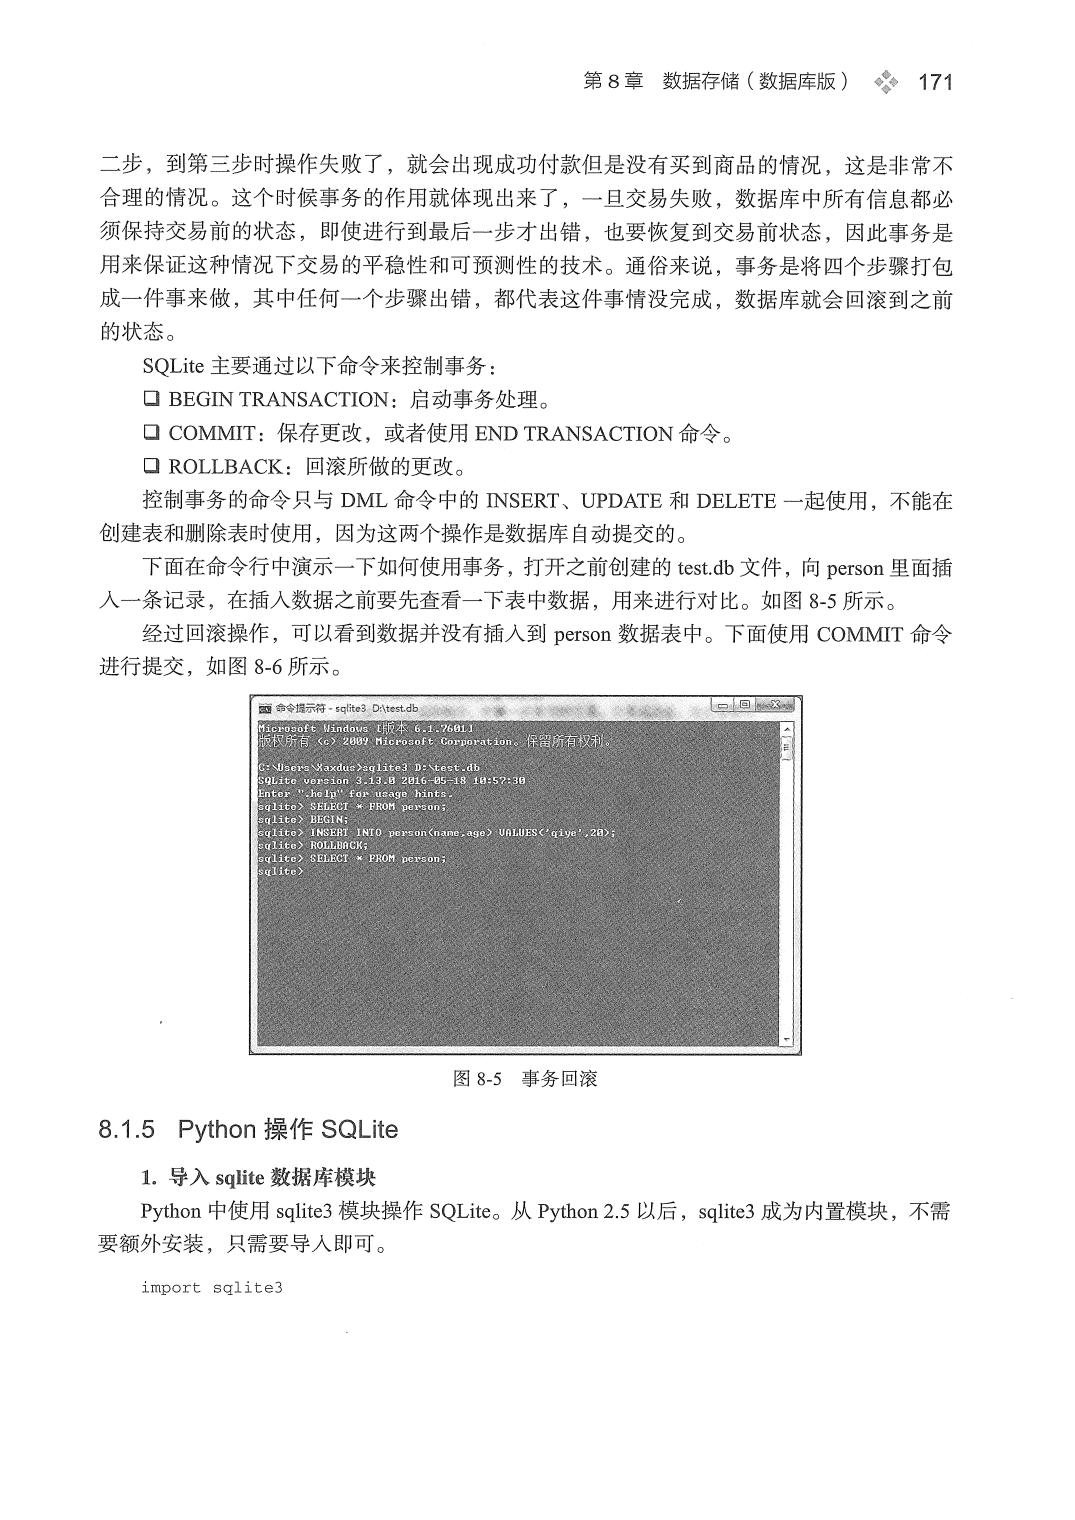 第 8 章 数据存储（数据库版） 171
二步，到第三步时操作失败了，就会出现成功付款但是没有买到商品的情况，这是非常不
合理的情况。这个时候事务的作用就体现出来了，一旦交易失败，数据库中所有信息都必
须保持交易前的状态，即使进行到最后一步才出错，也要恢复到交易前状态，因此事务是
用来保证这种情况下交易的平稳性和可预测性的技术。通俗来说，事务是将四个步骤打包
成一件事来做，其中任何一个步骤出错，都代表这件事情没完成，数据库就会回滚到之前
的状态。
SQLite 主要通过以下命令来控制事务：
❑ BEGIN TRANSACTION：启动事务处理。
❑ COMMIT：保存更改，或者使用 END TRANSACTION 命令。
❑ ROLLBACK：回滚所做的更改。
控制事务的命令只与 DML 命令中的 INSERT、UPDATE 和 DELETE 一起使用，不能在
创建表和删除表时使用，因为这两个操作是数据库自动提交的。
下面在命令行中演示一下如何使用事务，打开之前创建的 test.db 文件，向 person 里面插
入一条记录，在插入数据之前要先查看一下表中数据，用来进行对比。如图 8-5 所示。
经过回滚操作，可以看到数据并没有插入到 person 数据表中。下面使用 COMMIT 命令
进行提交，如图 8-6 所示。
命令提示符 - sqlite3 D:\test.db
Microsoft Windows [版本 6.1.7601]
版权所有 (c) 2009 Microsoft Corporation。保留所有权利。
C:\Users\Xaxdus>sqlite3 D:\test.db
SQLite version 3.13.0 2016-05-18 10:57:30
Enter ".help" for usage hints.
sqlite> SELECT * FROM person;
sqlite> BEGIN;
sqlite> INSERT INTO person(name,age) VALUES('qiye',20);
sqlite> ROLLBACK;
sqlite> SELECT * FROM person;
sqlite>
图 8-5 事务回滚
8.1.5 Python 操作 SQLite
1. 导入 sqlite 数据库模块
Python 中使用 sqlite3 模块操作 SQLite。从 Python 2.5 以后，sqlite3 成为内置模块，不需
要额外安装，只需要导入即可。
import sqlite3